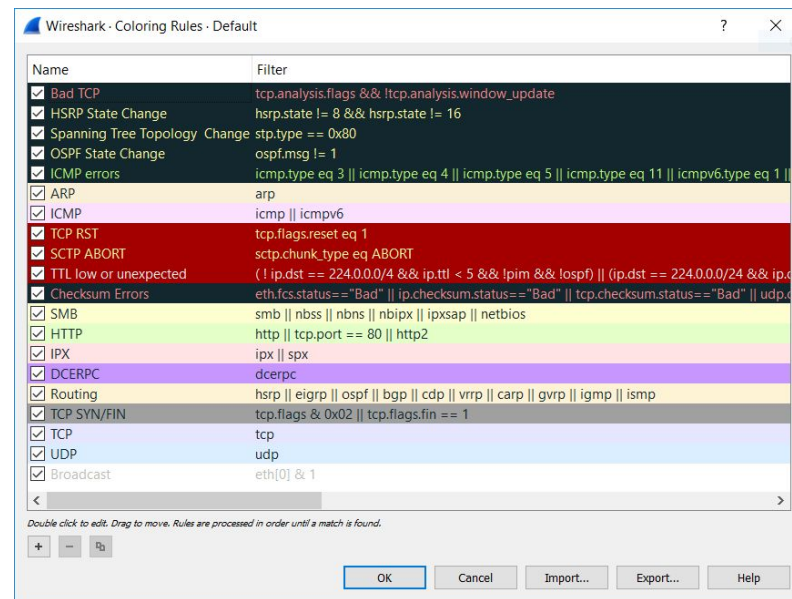 Wireshark · Coloring Rules · Default
Name Filter
Bad TCP tcp.analysis.flags && !tcp.analysis.window_update
HSRP State Change hsrp.state != 8 && hsrp.state != 16
Spanning Tree Topology Change stp.type == 0x80
OSPF State Change ospf.msg != 1
ICMP errors icmp.type eq 3 || icmp.type eq 4 || icmp.type eq 5 || icmp.type eq 11 || icmpv6.type eq 1 ||
ARP arp
ICMP icmp || icmpv6
TCP RST tcp.flags.reset eq 1
SCTP ABORT sctp.chunk_type eq ABORT
TTL low or unexpected ( ! ip.dst == 224.0.0.0/4 && ip.ttl < 5 && !pim && !ospf) || (ip.dst == 224.0.0.0/24 && ip.
Checksum Errors eth.fcs.status=="Bad" || ip.checksum.status=="Bad" || tcp.checksum.status=="Bad" || udp.
SMB smb || nbss || nbns || nbipx || ipxsap || netbios
HTTP http || tcp.port == 80 || http2
IPX ipx || spx
DCERPC dcerpc
Routing hsrp || eigrp || ospf || bgp || cdp || vrrp || carp || gvrp || igmp || ismp
TCP SYN/FIN tcp.flags & 0x02 || tcp.flags.fin == 1
TCP tcp
UDP udp
Broadcast eth[0] & 1
Double click to edit. Drag to move. Rules are processed in order until a match is found.
OK Cancel Import... Export... Help